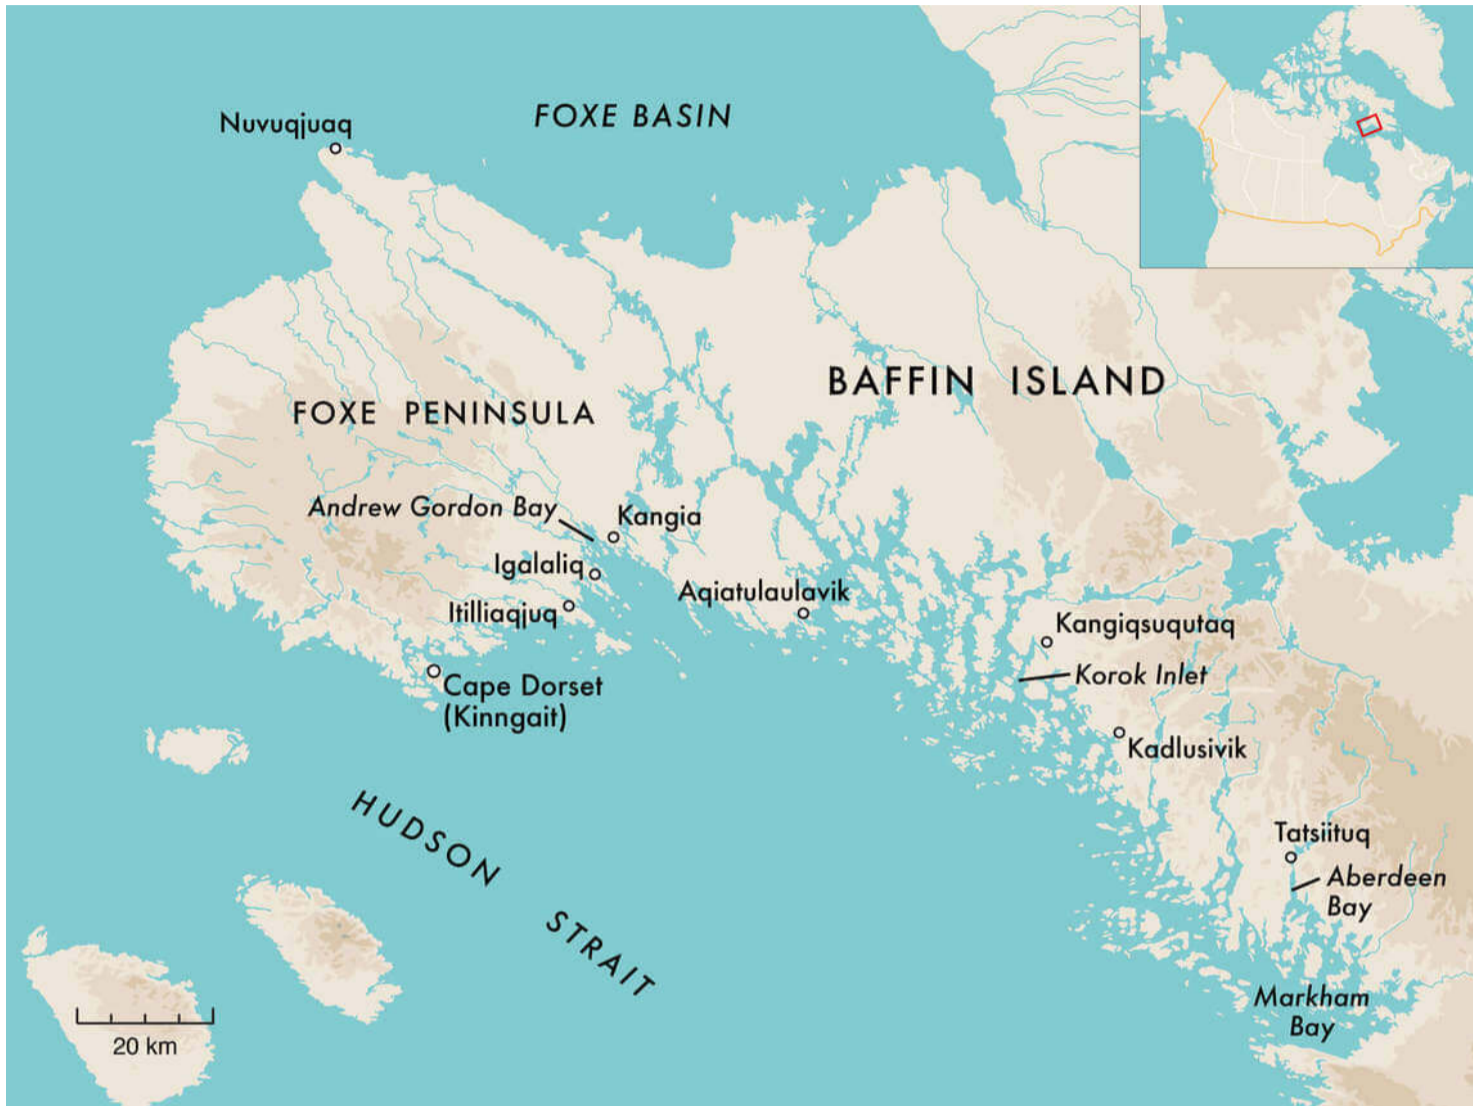 Nuvuqjuaq
FOXE BASIN
BAFFIN ISLAND
FOXE PENINSULA
Andrew Gordon Bay
Kangia
Igalaliq
Aqiatulaulavik
Itilliaqjuq
Kangiqsuqutaq
Korok Inlet
Cape Dorset
(Kinngait)
Kadlusivik
HUDSON STRAIT
Tatsiituq
Aberdeen
Bay
Markham
Bay
20 km